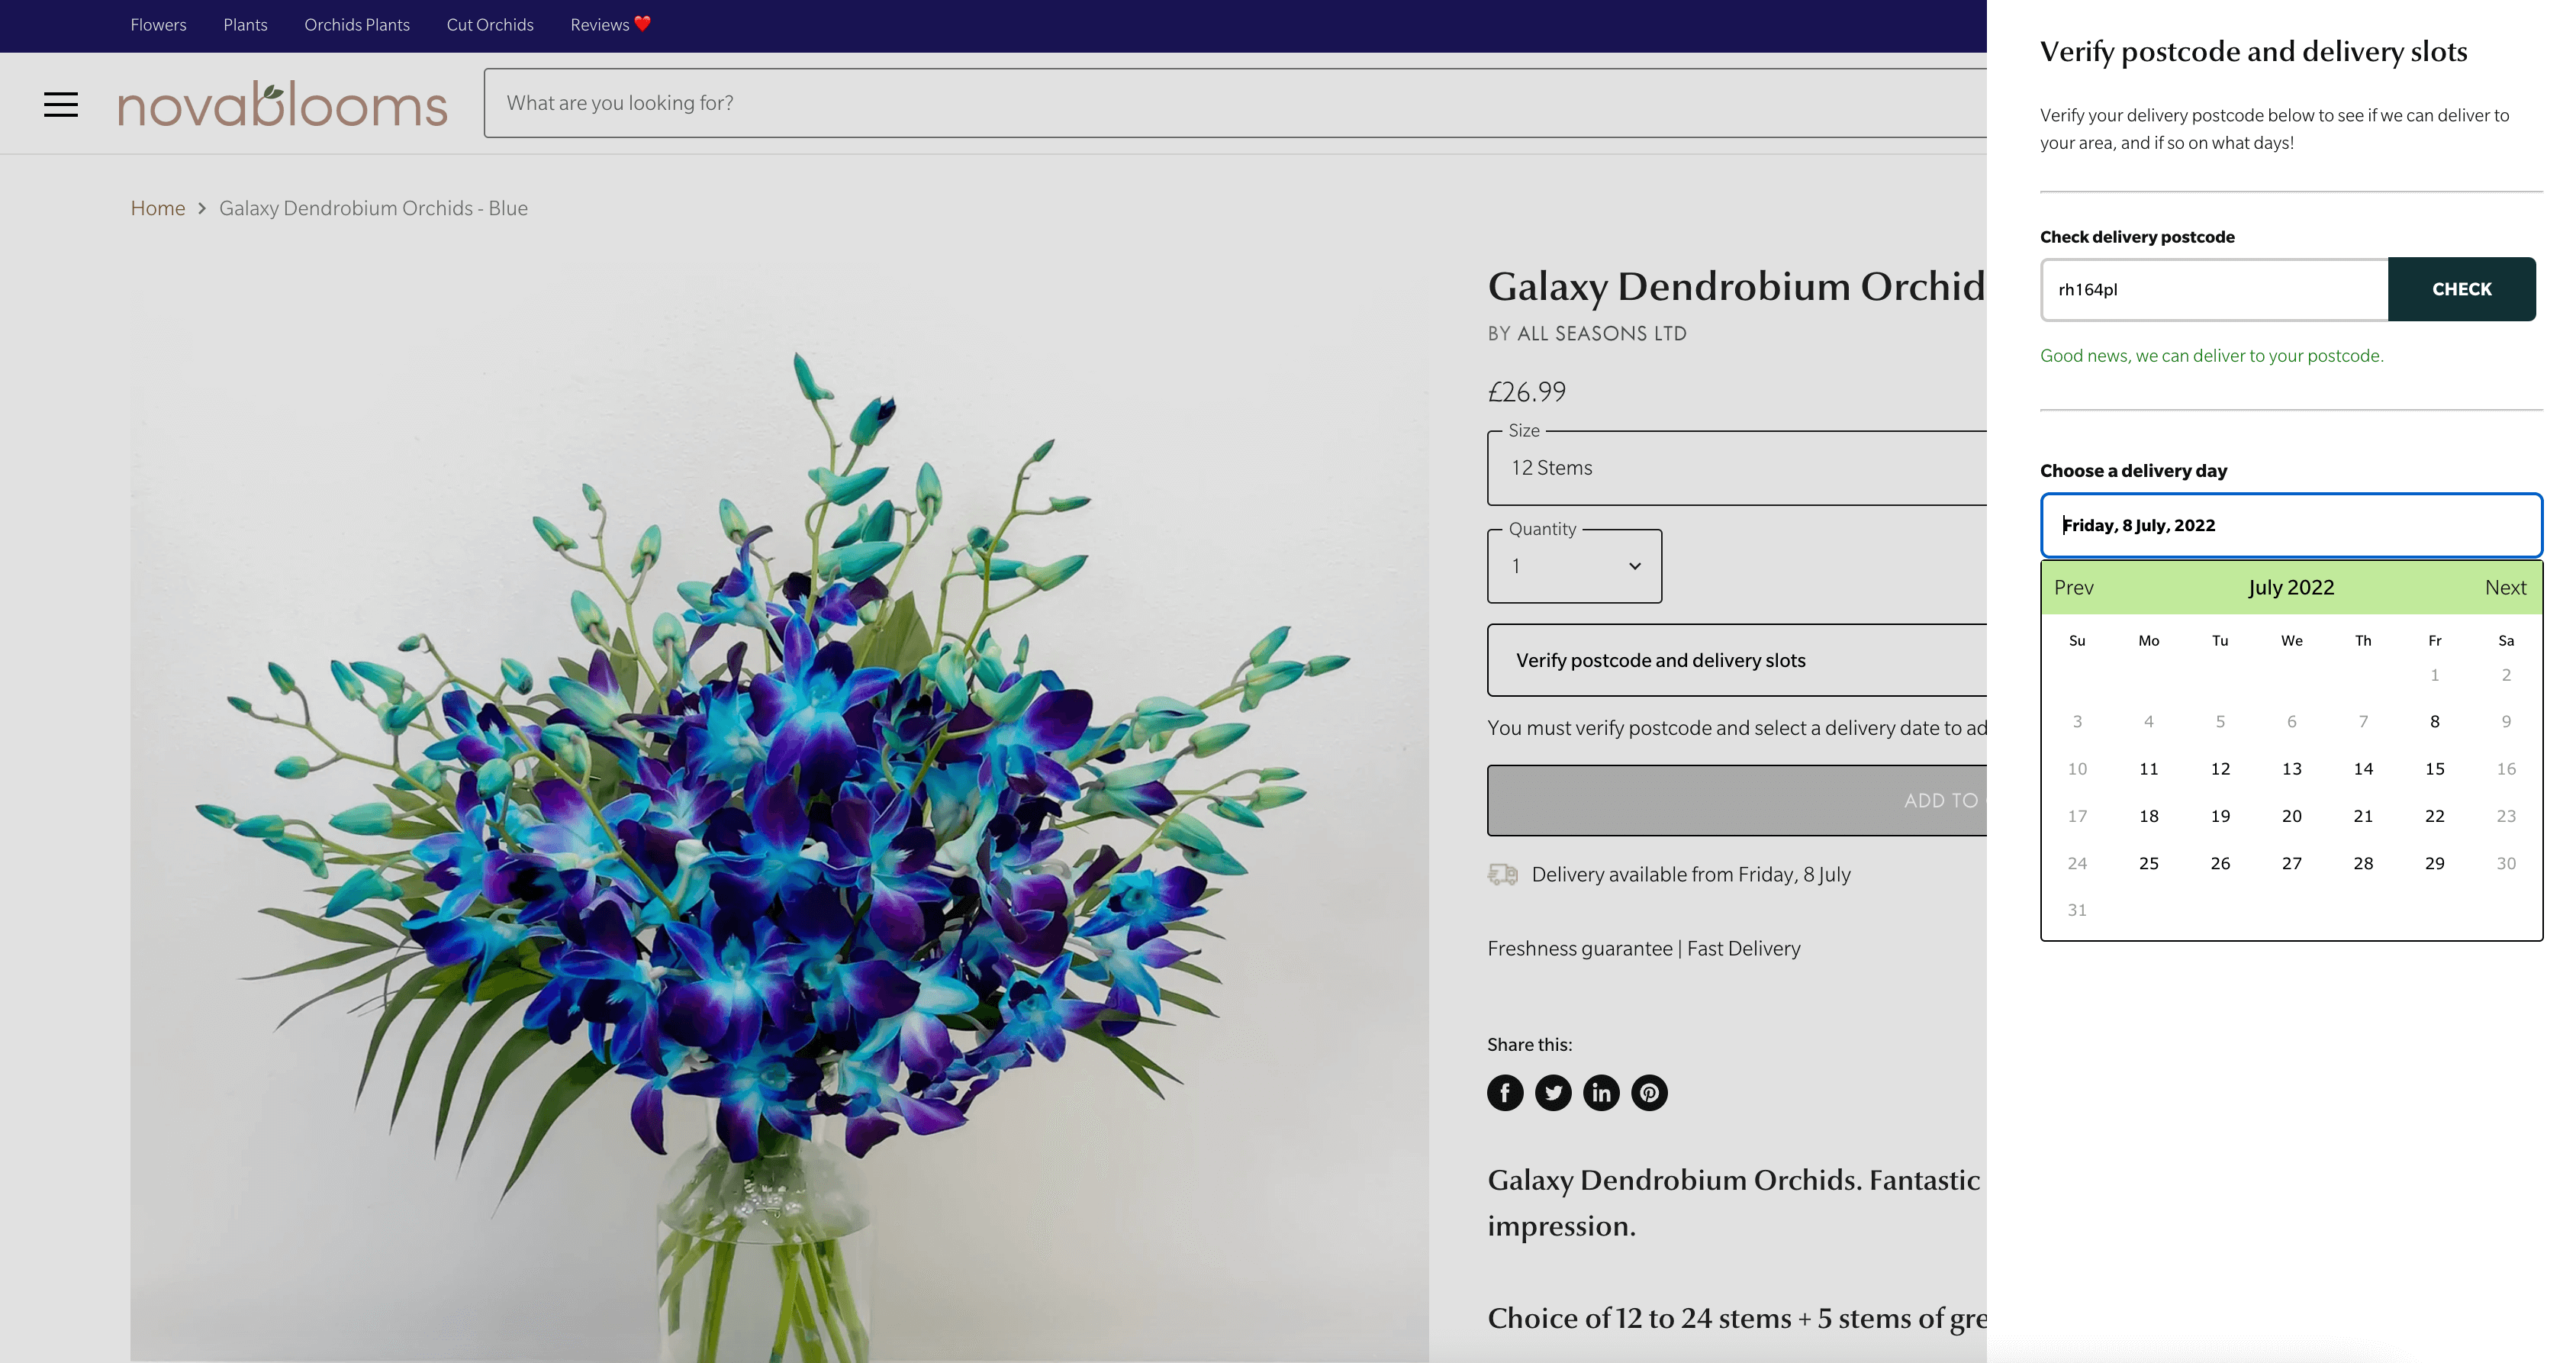 Flowers Plants Orchids Plants Cut Orchids Reviews ❤️
novablooms
What are you looking for?
Home > Galaxy Dendrobium Orchids - Blue
Galaxy Dendrobium Orchid
BY ALL SEASONS LTD
£26.99
Size
12 Stems
Quantity
1
Verify postcode and delivery slots
You must verify postcode and select a delivery date to ad
ADD TO
Delivery available from Friday, 8 July
Freshness guarantee | Fast Delivery
Share this:
Galaxy Dendrobium Orchids. Fantastic
impression.
Choice of 12 to 24 stems + 5 stems of gre
Verify postcode and delivery slots
Verify your delivery postcode below to see if we can deliver to
your area, and if so on what days!
Check delivery postcode
rh164pl CHECK
Good news, we can deliver to your postcode.
Choose a delivery day
Friday, 8 July, 2022
Prev July 2022 Next
Su Mo Tu We Th Fr Sa
1 2
3 4 5 6 7 8 9
10 11 12 13 14 15 16
17 18 19 20 21 22 23
24 25 26 27 28 29 30
31